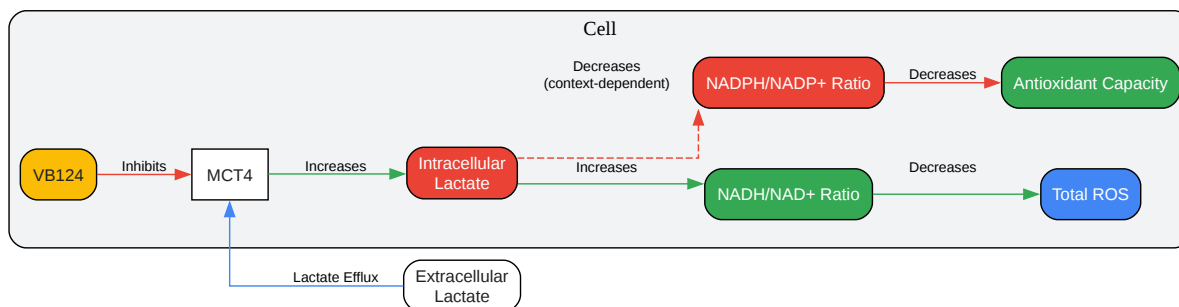 Cell
Decreases
(context-dependent)
NADPH/NADP+ Ratio
Decreases
Antioxidant Capacity
VB124
Inhibits
MCT4
Increases
Intracellular
Lactate
Increases
NADH/NAD+ Ratio
Decreases
Total ROS
Lactate Efflux
Extracellular
Lactate